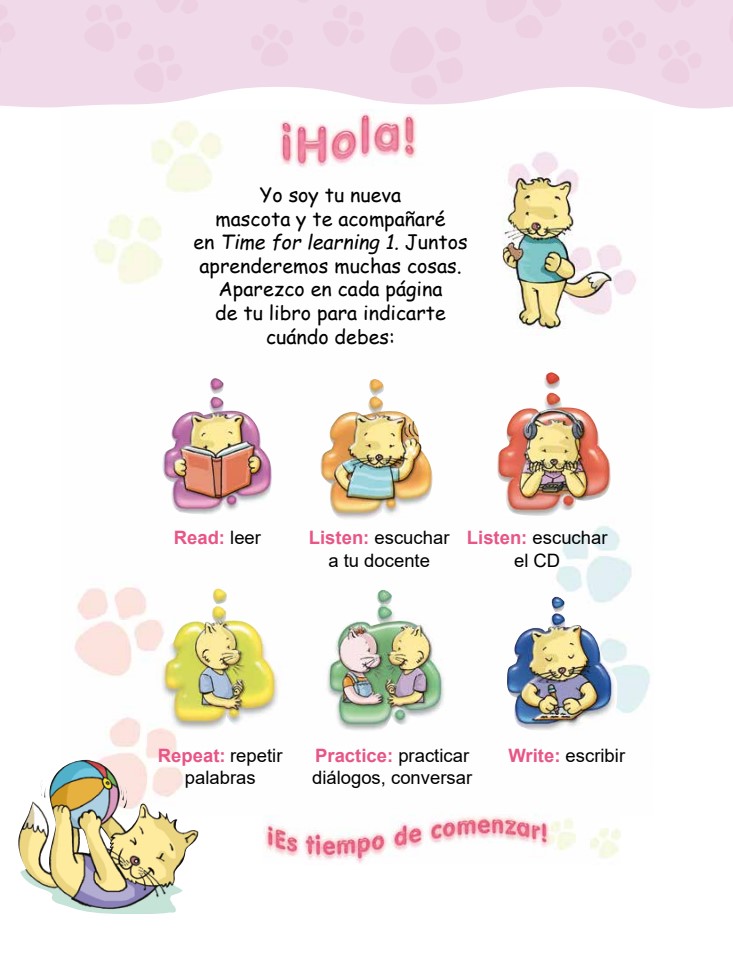 ¡Hola!
Yo soy tu nueva
mascota y te acompañaré
en Time for learning 1. Juntos
aprenderemos muchas cosas.
Aparezco en cada página
de tu libro para indicarte
cuándo debes:
Read: leer
Listen: escuchar
a tu docente
Listen: escuchar
el CD
Repeat: repetir
palabras
Practice: practicar
diálogos, conversar
Write: escribir
¡Es tiempo de comenzar!